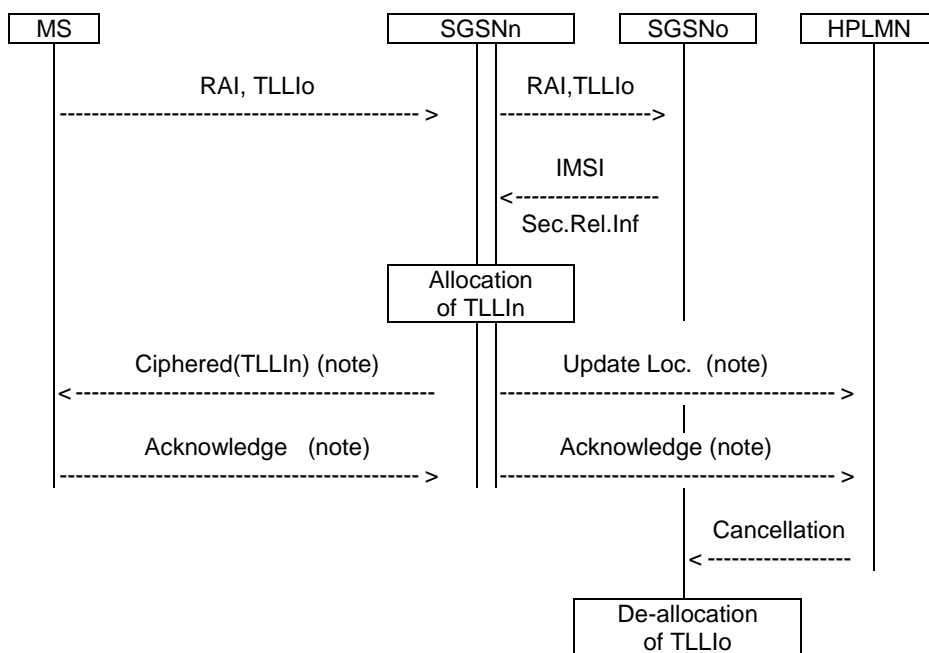 MS SGSNn SGSNo HPLMN
RAI, TLLIo RAI,TLLIo
IMSI
Sec.Rel.Inf
Allocation
of TLLIn
Ciphered(TLLIn) (note) Update Loc. (note)
Acknowledge (note) Acknowledge (note)
Cancellation
De-allocation
of TLLIo